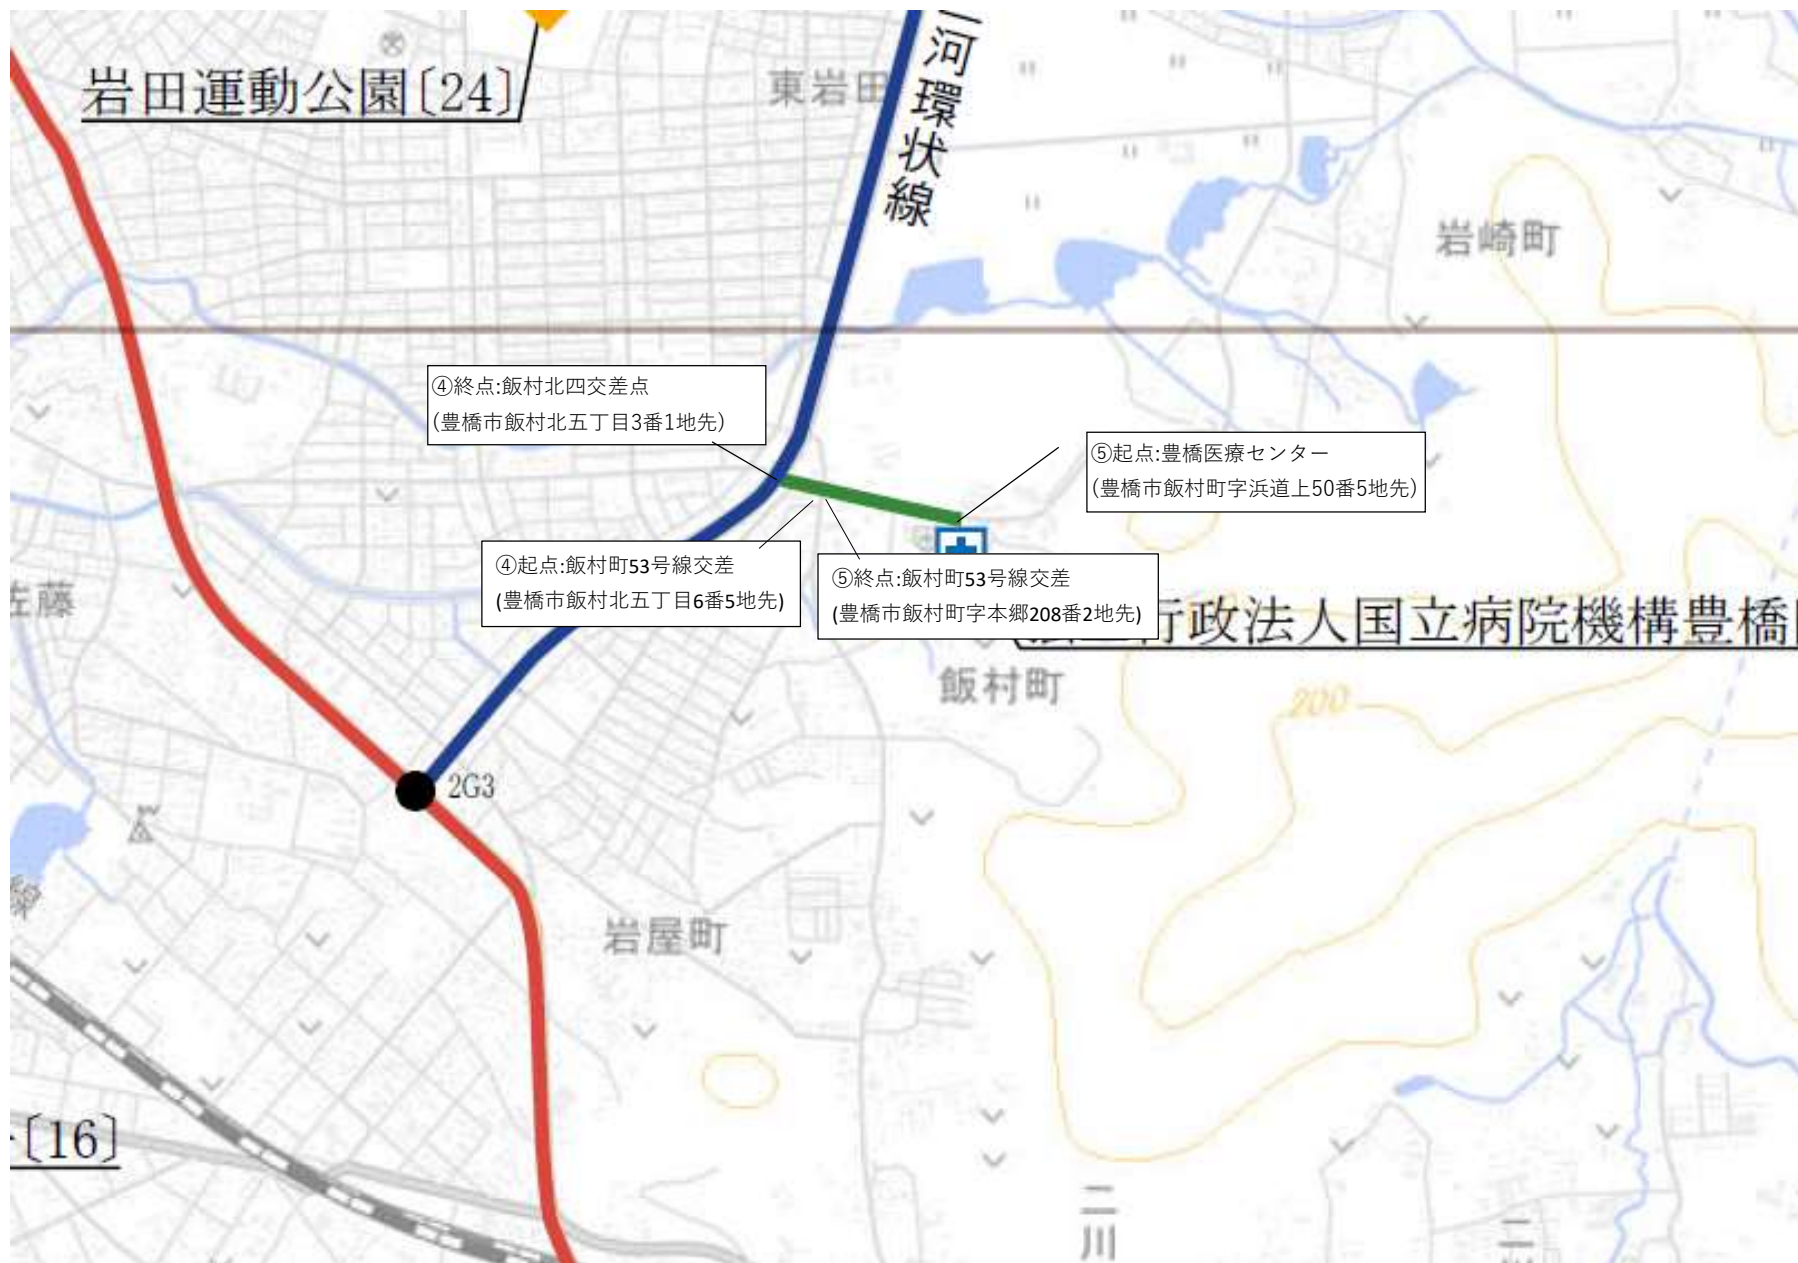 岩田運動公園〔24〕
東岩田
河環状線
岩崎町
④終点:飯村北四交差点
(豊橋市飯村北五丁目3番1地先)
⑤起点:豊橋医療センター
(豊橋市飯村町字浜道上50番5地先)
④起点:飯村町53号線交差
(豊橋市飯村北五丁目6番5地先)
⑤終点:飯村町53号線交差
(豊橋市飯村町字本郷208番2地先)
行政法人国立病院機構豊橋
佐藤
飯村町
200
2G3
岩屋町
〔16〕
二川